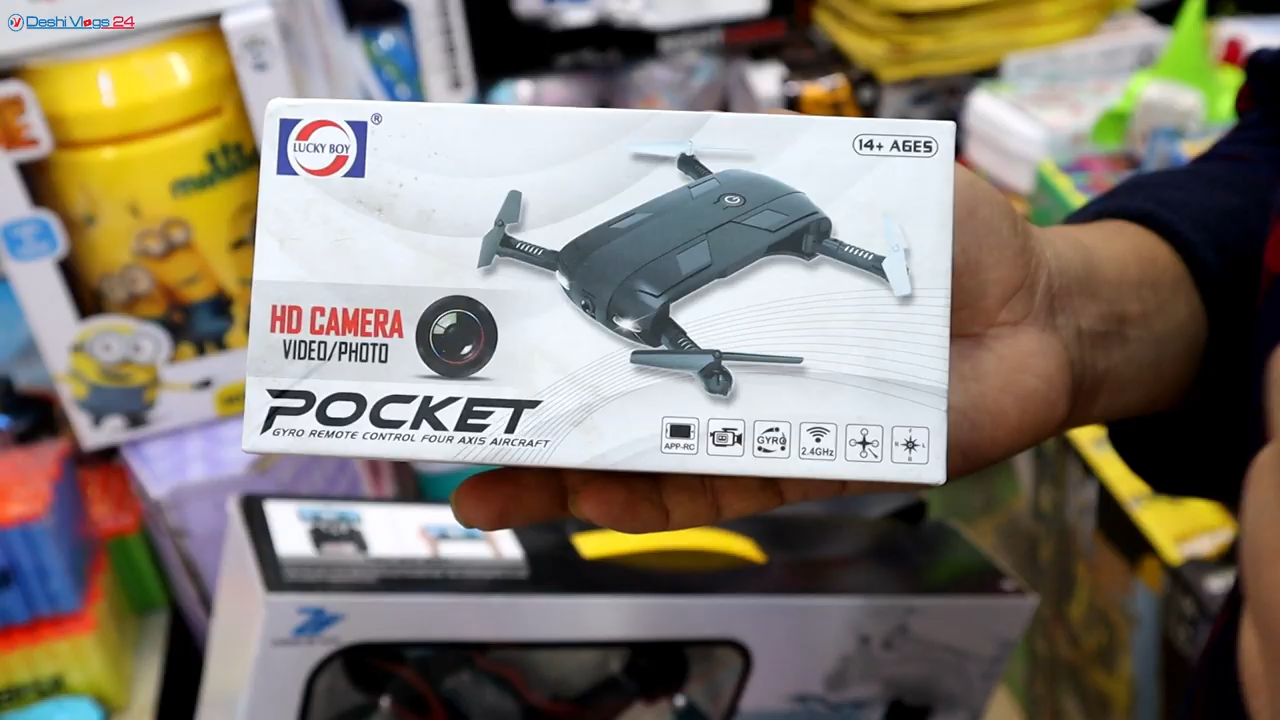 Deshi Vlogs 24
LUCKY BOY
®
14+ AGES
HD CAMERA
VIDEO/PHOTO
POCKET
GYRO REMOTE CONTROL FOUR AXIS AIRCRAFT
APP-RC
GYRO
2.4GHz